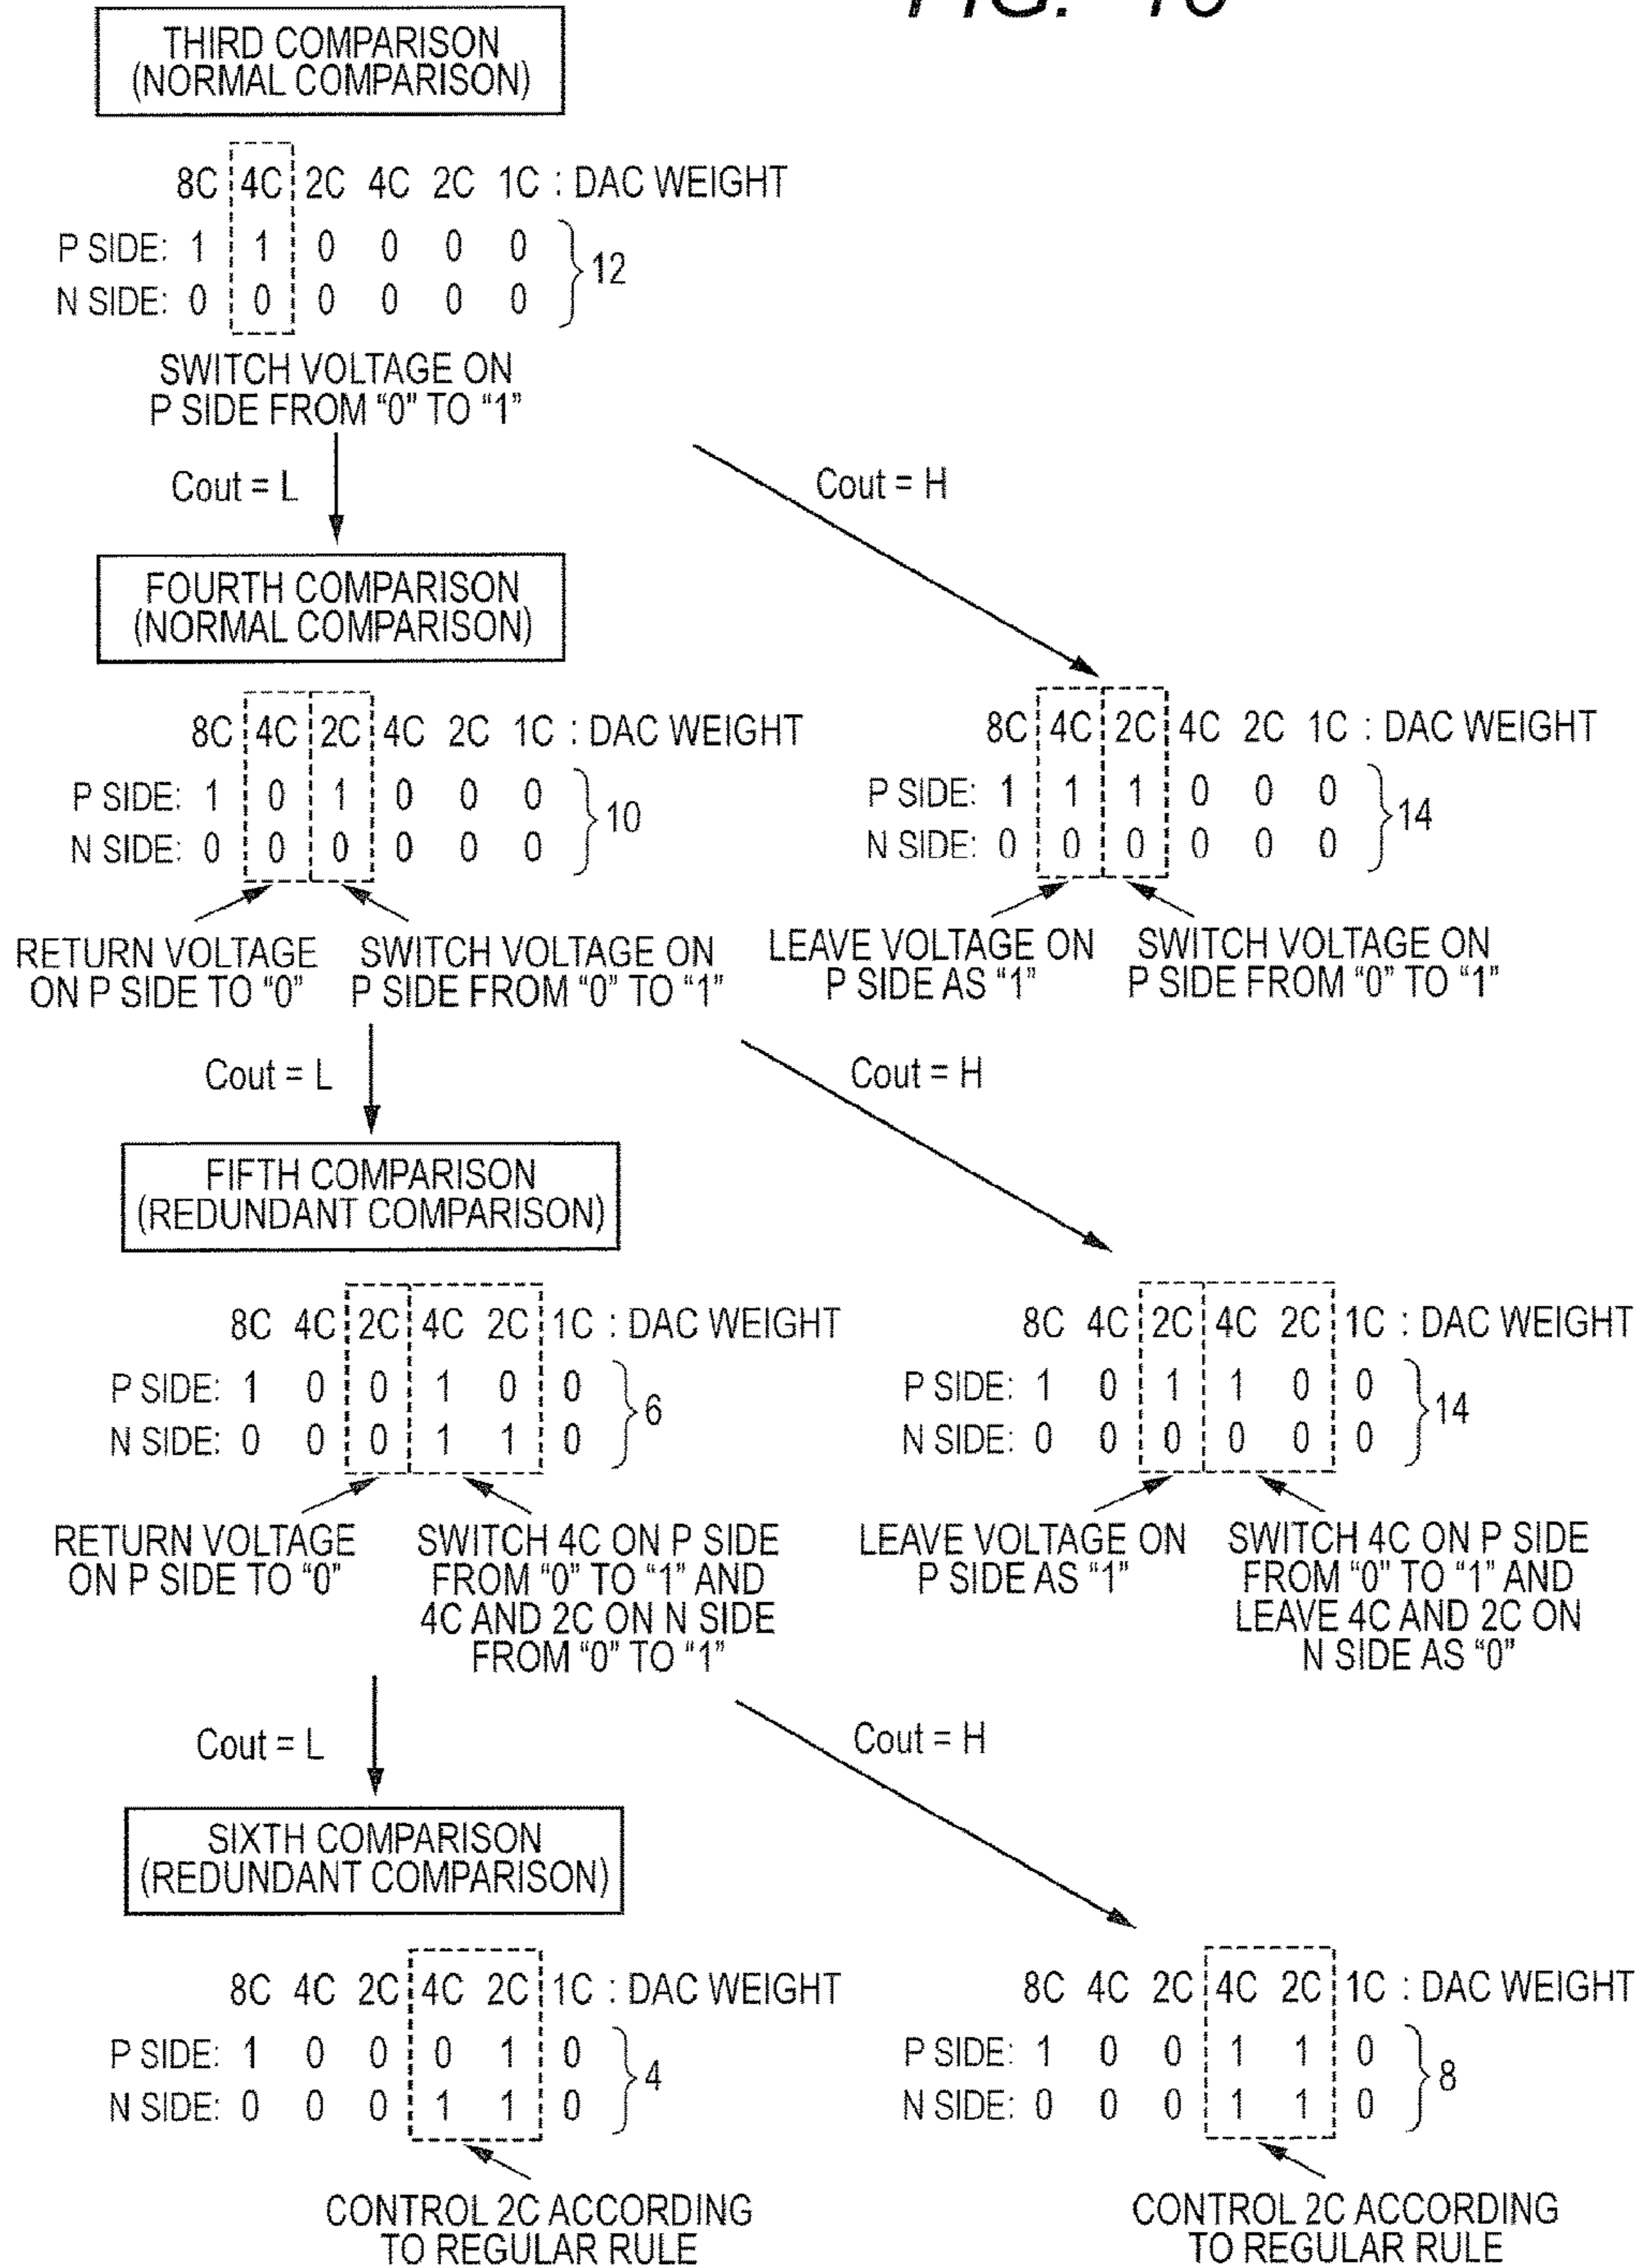 THIRD COMPARISON
(NORMAL COMPARISON)
8C 4C 2C 4C 2C 1C : DAC WEIGHT
P SIDE: 1 1 0 0 0 0
N SIDE: 0 0 0 0 0 0
12
SWITCH VOLTAGE ON
P SIDE FROM “0” TO “1”
Cout = L
Cout = H
FOURTH COMPARISON
(NORMAL COMPARISON)
8C 4C 2C 4C 2C 1C : DAC WEIGHT
P SIDE: 1 0 1 0 0 0
N SIDE: 0 0 0 0 0 0
10
RETURN VOLTAGE
ON P SIDE TO “0”
SWITCH VOLTAGE ON
P SIDE FROM “0” TO “1”
8C 4C 2C 4C 2C 1C : DAC WEIGHT
P SIDE: 1 1 1 0 0 0
N SIDE: 0 0 0 0 0 0
14
LEAVE VOLTAGE ON
P SIDE AS “1”
SWITCH VOLTAGE ON
P SIDE FROM “0” TO “1”
Cout = L
Cout = H
FIFTH COMPARISON
(REDUNDANT COMPARISON)
8C 4C 2C 4C 2C 1C : DAC WEIGHT
P SIDE: 1 0 0 1 0 0
N SIDE: 0 0 0 1 1 0
6
RETURN VOLTAGE
ON P SIDE TO “0”
SWITCH 4C ON P SIDE
FROM “0” TO “1” AND
4C AND 2C ON N SIDE
FROM “0” TO “1”
8C 4C 2C 4C 2C 1C : DAC WEIGHT
P SIDE: 1 0 1 1 0 0
N SIDE: 0 0 0 0 0 0
14
LEAVE VOLTAGE ON
P SIDE AS “1”
SWITCH 4C ON P SIDE
FROM “0” TO “1” AND
LEAVE 4C AND 2C ON
N SIDE AS “0”
Cout = L
Cout = H
SIXTH COMPARISON
(REDUNDANT COMPARISON)
8C 4C 2C 4C 2C 1C : DAC WEIGHT
P SIDE: 1 0 0 0 1 0
N SIDE: 0 0 0 1 1 0
4
CONTROL 2C ACCORDING
TO REGULAR RULE
8C 4C 2C 4C 2C 1C : DAC WEIGHT
P SIDE: 1 0 0 1 1 0
N SIDE: 0 0 0 1 1 0
8
CONTROL 2C ACCORDING
TO REGULAR RULE